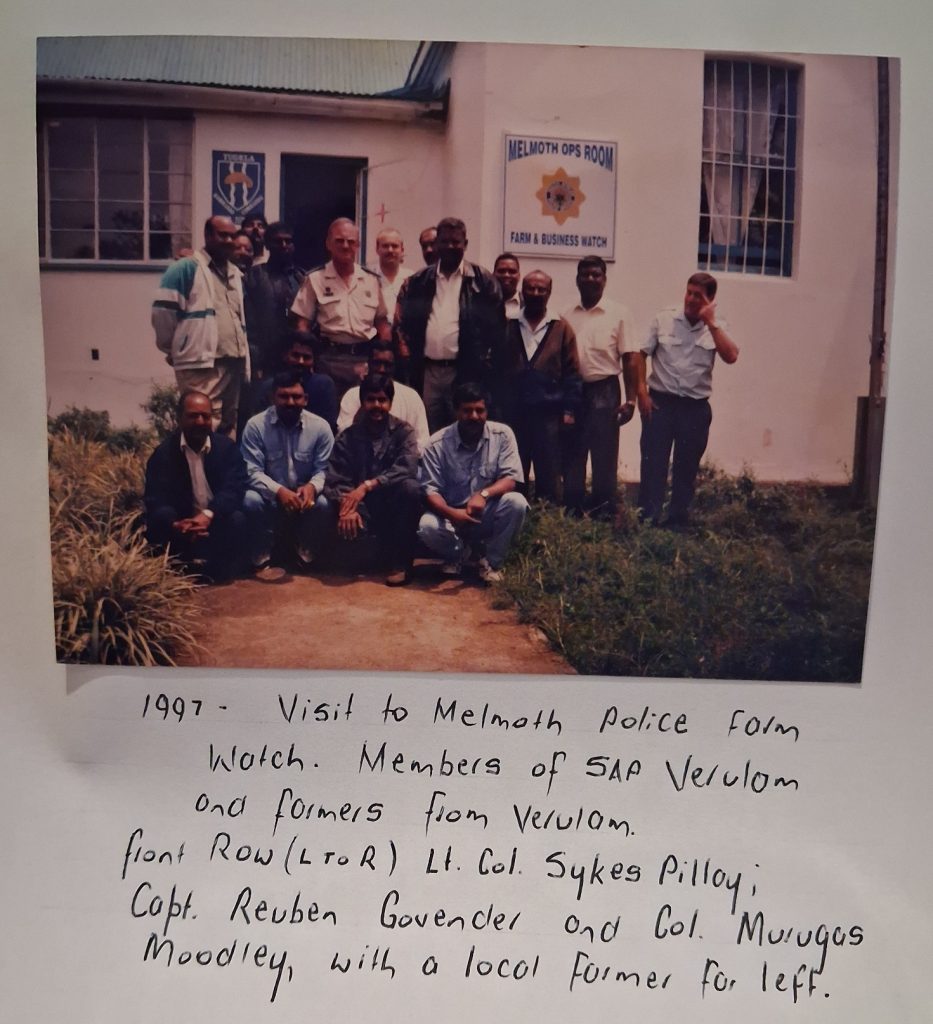 TUGELA
MELMOTH OPS ROOM
FARM & BUSINESS WATCH
1997 - Visit to Melmoth Police Farm
Watch. Members of SAP Verulam
and farmers from Verulam.
front Row (L TO R) Lt. Col. Sykes Pillay;
Capt. Reuben Govender and Col. Murugas
Moodley, with a local farmer far left.